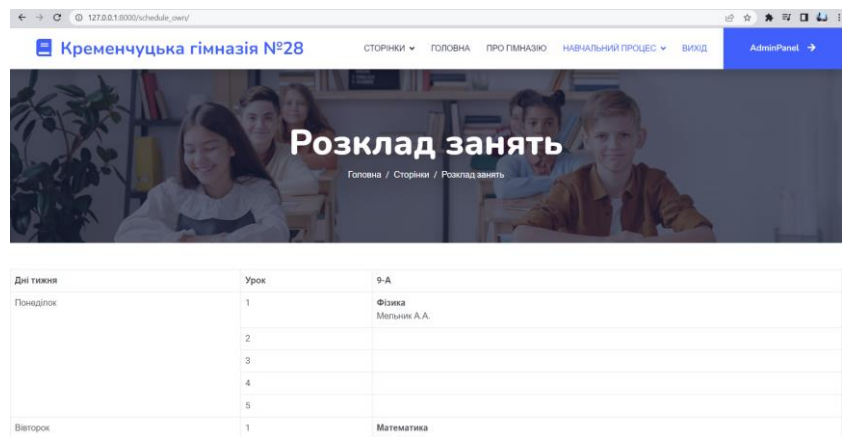 127.0.0.1:8000/schedule_own/
Кременчуцька гімназія №28
СТОРІНКИ ГОЛОВНА ПРО ГІМНАЗІЮ НАВЧАЛЬНИЙ ПРОЦЕС ВИХІД AdminPanel
Розклад занять
Головна / Сторінки / Розклад занять
Дні тижня Урок 9-А
Понеділок 1 Фізика
Мельник А.А.
2
3
4
5
Вівторок 1 Математика